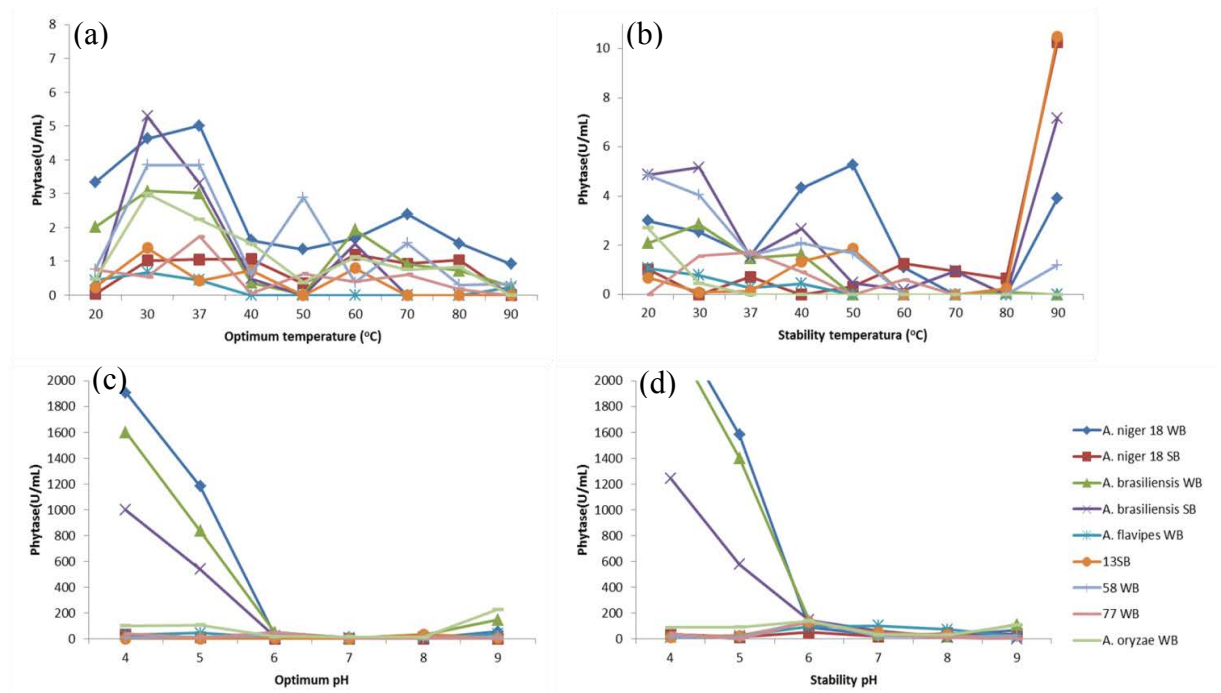 (a)
8
7
6
5
4
3
2
1
0
Phytase(U/mL)
20 30 37 40 50 60 70 80 90
Optimum temperature (°C)
(b)
10
8
6
4
2
0
Phytase(U/mL)
20 30 37 40 50 60 70 80 90
Stability temperatura (°C)
(c)
2000
1800
1600
1400
1200
1000
800
600
400
200
0
Phytase(U/mL)
4 5 6 7 8 9
Optimum pH
(d)
2000
1800
1600
1400
1200
1000
800
600
400
200
0
Phytase(U/mL)
4 5 6 7 8 9
Stability pH
A. niger 18 WB
A. niger 18 SB
A. brasiliensis WB
A. brasiliensis SB
A. flavipes WB
13SB
58 WB
77 WB
A. oryzae WB